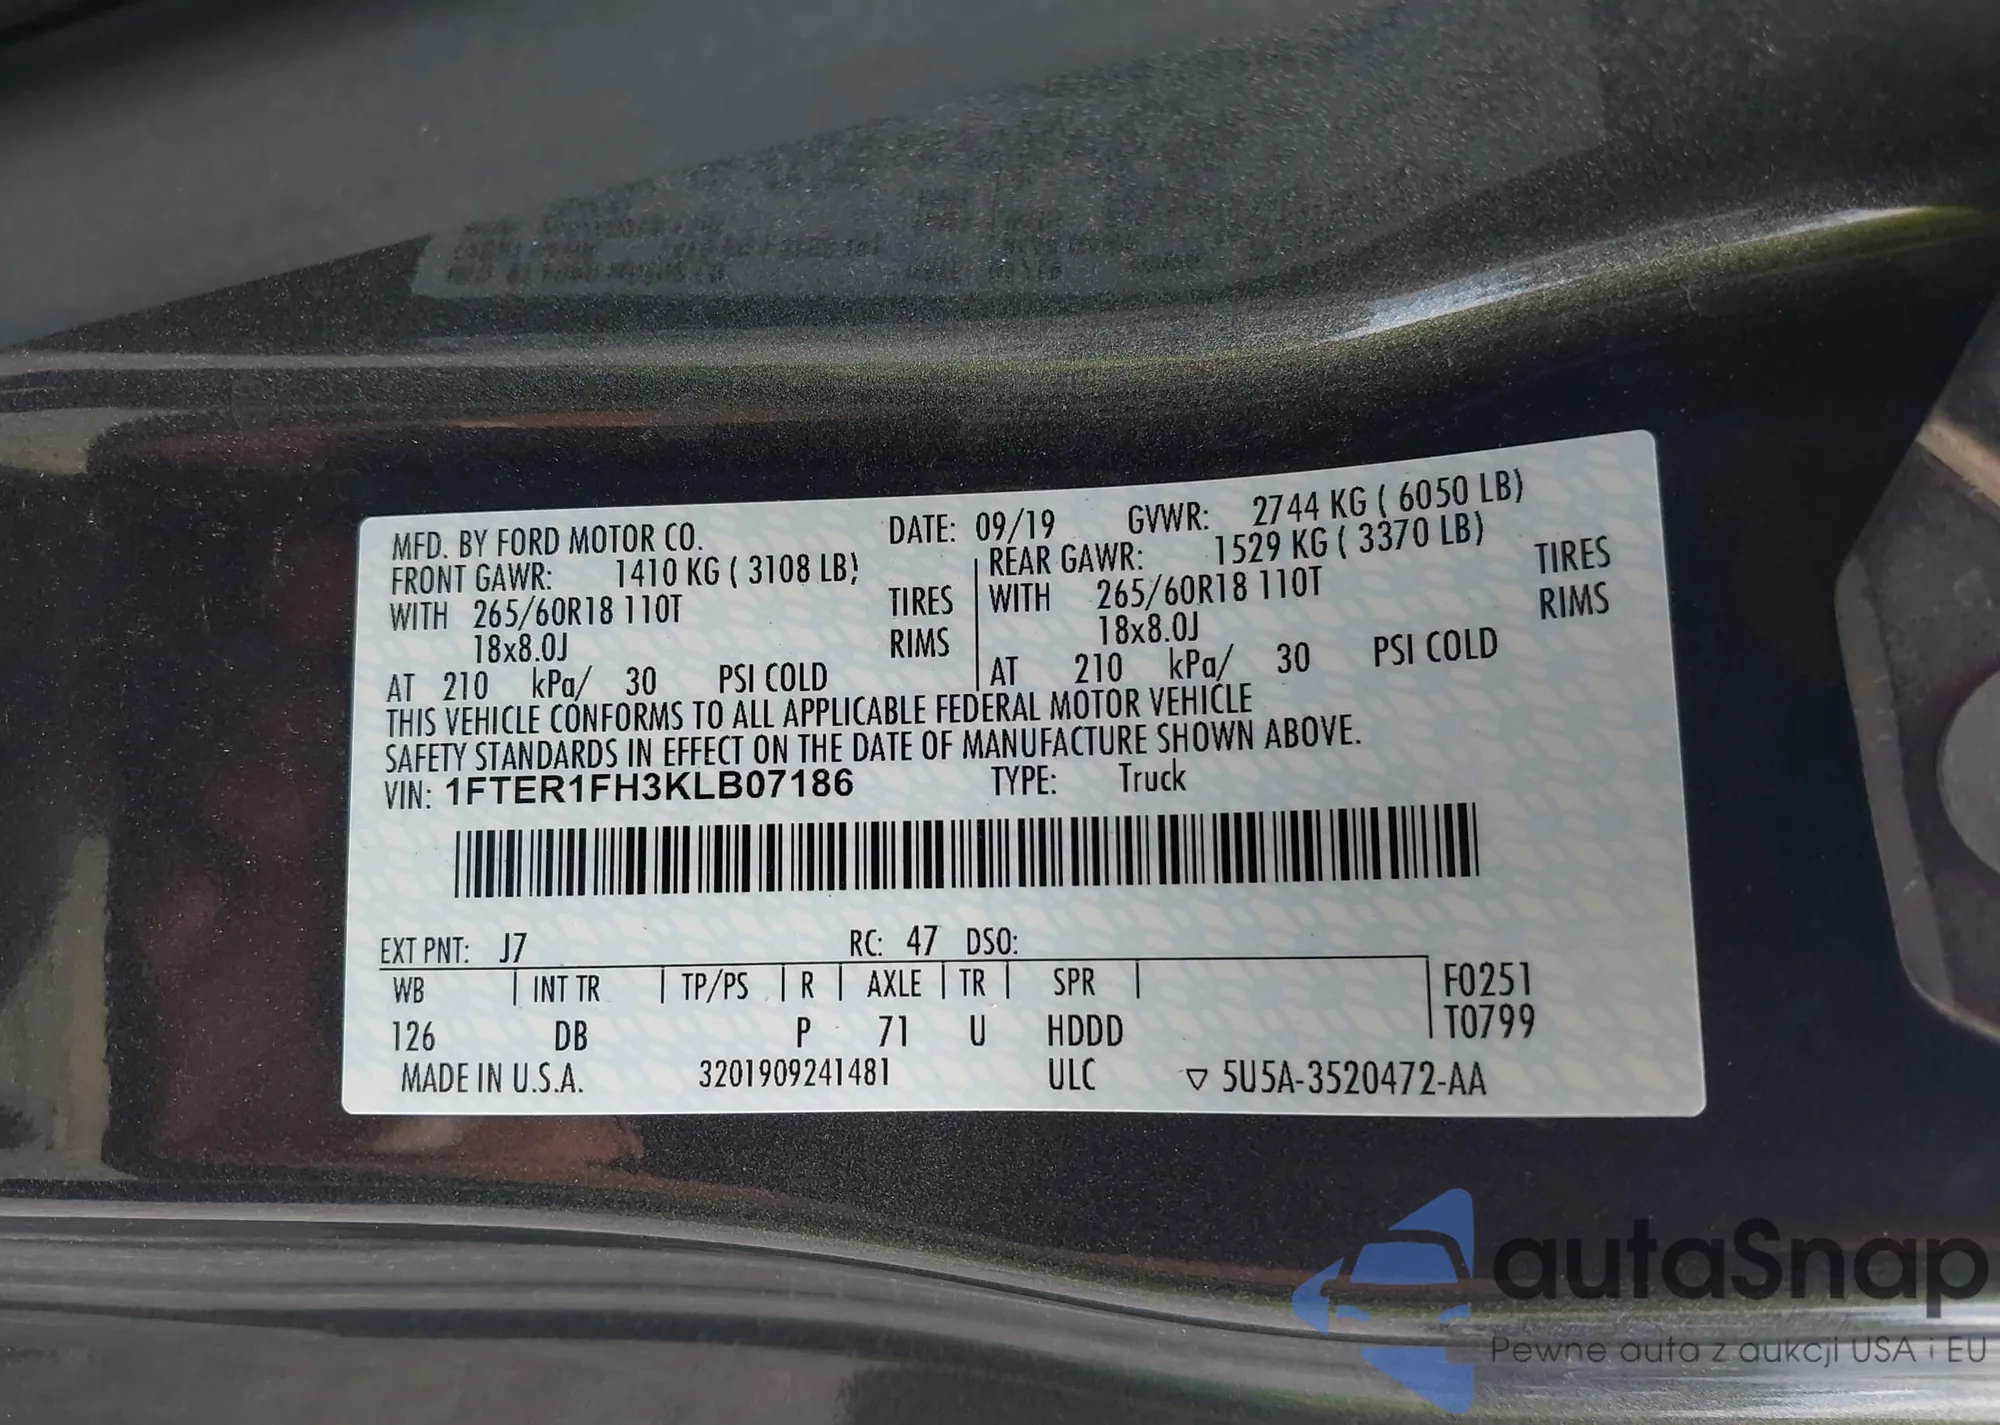 MFD. BY FORD MOTOR CO. DATE: 09/19 GVWR: 2744 KG ( 6050 LB)
FRONT GAWR: 1410 KG ( 3108 LB) REAR GAWR: 1529 KG ( 3370 LB)
WITH 265/60R18 110T TIRES WITH 265/60R18 110T TIRES
18x8.0J RIMS 18x8.0J RIMS
AT 210 kPa/ 30 PSI COLD AT 210 kPa/ 30 PSI COLD
THIS VEHICLE CONFORMS TO ALL APPLICABLE FEDERAL MOTOR VEHICLE
SAFETY STANDARDS IN EFFECT ON THE DATE OF MANUFACTURE SHOWN ABOVE.
VIN: 1FTER1FH3KLB07186 TYPE: Truck
EXT PNT: J7 RC: 47 DSO:
WB INT TR TP/PS R AXLE TR SPR F0251
126 DB P 71 U HDDD T0799
MADE IN U.S.A. 3201909241481 ULC ▽ 5U5A-3520472-AA
autaSnap
Pewne auta z aukcji USA i EU